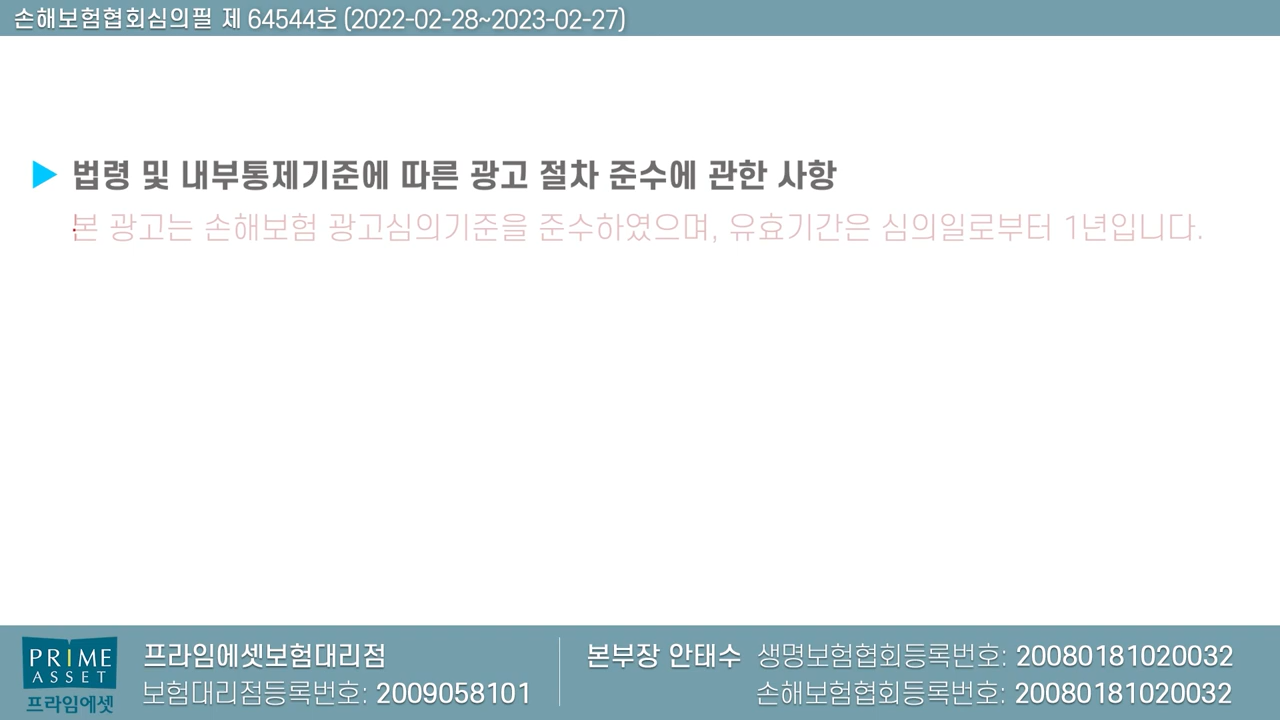 손해보험협회심의필 제 64544호 (2022-02-28~2023-02-27)
▶ 법령 및 내부통제기준에 따른 광고 절차 준수에 관한 사항
본 광고는 손해보험 광고심의기준을 준수하였으며, 유효기간은 심의일로부터 1년입니다.
PRIME
ASSET
프라임에셋
프라임에셋보험대리점
보험대리점등록번호: 2009058101
본부장 안태수 생명보험협회등록번호: 20080181020032
손해보험협회등록번호: 20080181020032